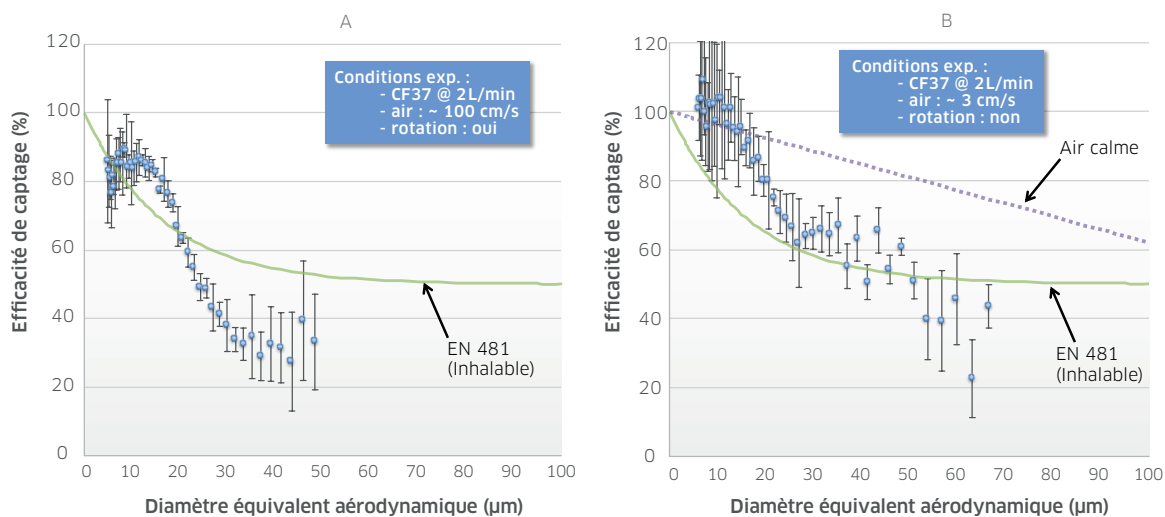 A
120
100
80
60
40
20
0
Efficacité de captage (%)
Conditions exp. :
- CF37 @ 2L/min
- air : ~ 100 cm/s
- rotation : oui
EN 481
(Inhalable)
0 10 20 30 40 50 60 70 80 90 100
Diamètre équivalent aérodynamique (µm)
B
120
100
80
60
40
20
0
Efficacité de captage (%)
Conditions exp. :
- CF37 @ 2L/min
- air : ~ 3 cm/s
- rotation : non
Air calme
EN 481
(Inhalable)
0 10 20 30 40 50 60 70 80 90 100
Diamètre équivalent aérodynamique (µm)